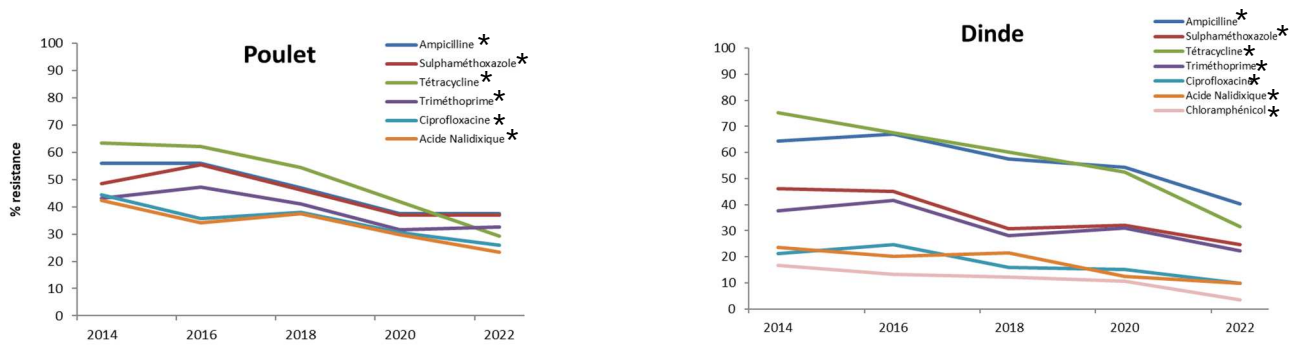 Poulet
Ampicilline *
Sulphaméthoxazole *
Tétracycline *
Triméthoprime *
Ciprofloxacine *
Acide Nalidixique *
% resistance
100
90
80
70
60
50
40
30
20
10
0
2014 2016 2018 2020 2022
Dinde
Ampicilline *
Sulphaméthoxazole *
Tétracycline *
Triméthoprime *
Ciprofloxacine *
Acide Nalidixique *
Chloramphénicol *
100
90
80
70
60
50
40
30
20
10
0
2014 2016 2018 2020 2022